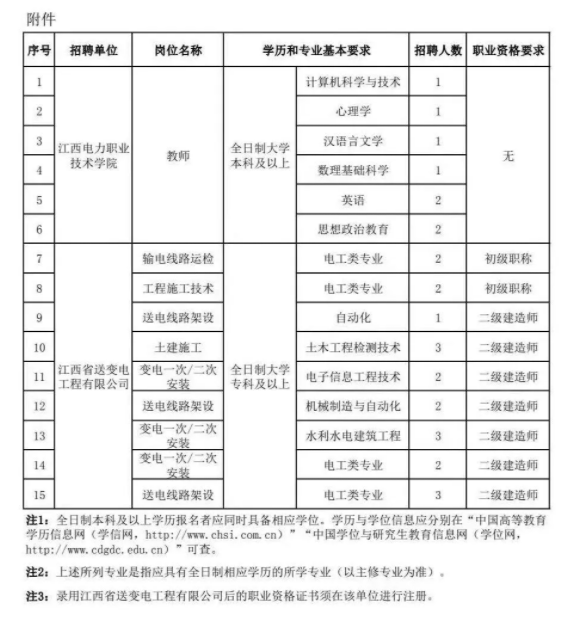 附件
序号 招聘单位 岗位名称 学历和专业基本要求 招聘人数 职业资格要求
1 江西电力职业技术学院 教师 全日制大学本科及以上 计算机科学与技术 1 无
2 心理学 1
3 汉语言文学 1
4 数理基础科学 1
5 英语 2
6 思想政治教育 2
7 江西省送变电工程有限公司 输电线路运检 全日制大学专科及以上 电工类专业 2 初级职称
8 工程施工技术 电工类专业 2 初级职称
9 送电线路架设 自动化 1 二级建造师
10 土建施工 土木工程检测技术 3 二级建造师
11 变电一次/二次安装 电子信息工程技术 2 二级建造师
12 送电线路架设 机械制造与自动化 2 二级建造师
13 变电一次/二次安装 水利水电建筑工程 3 二级建造师
14 变电一次/二次安装 电工类专业 2 二级建造师
15 送电线路架设 电工类专业 3 二级建造师
注1：全日制本科及以上学历报名者应同时具备相应学位。学历与学位信息应分别在“中国高等教育
学历信息网（学信网，http://www.chsi.com.cn）”“中国学位与研究生教育信息网（学位网，
http://www.cdgdc.edu.cn）”可查。
注2：上述所列专业是指应具有全日制相应学历的所学专业（以主修专业为准）。
注3：录用江西省送变电工程有限公司后的职业资格证书须在该单位进行注册。